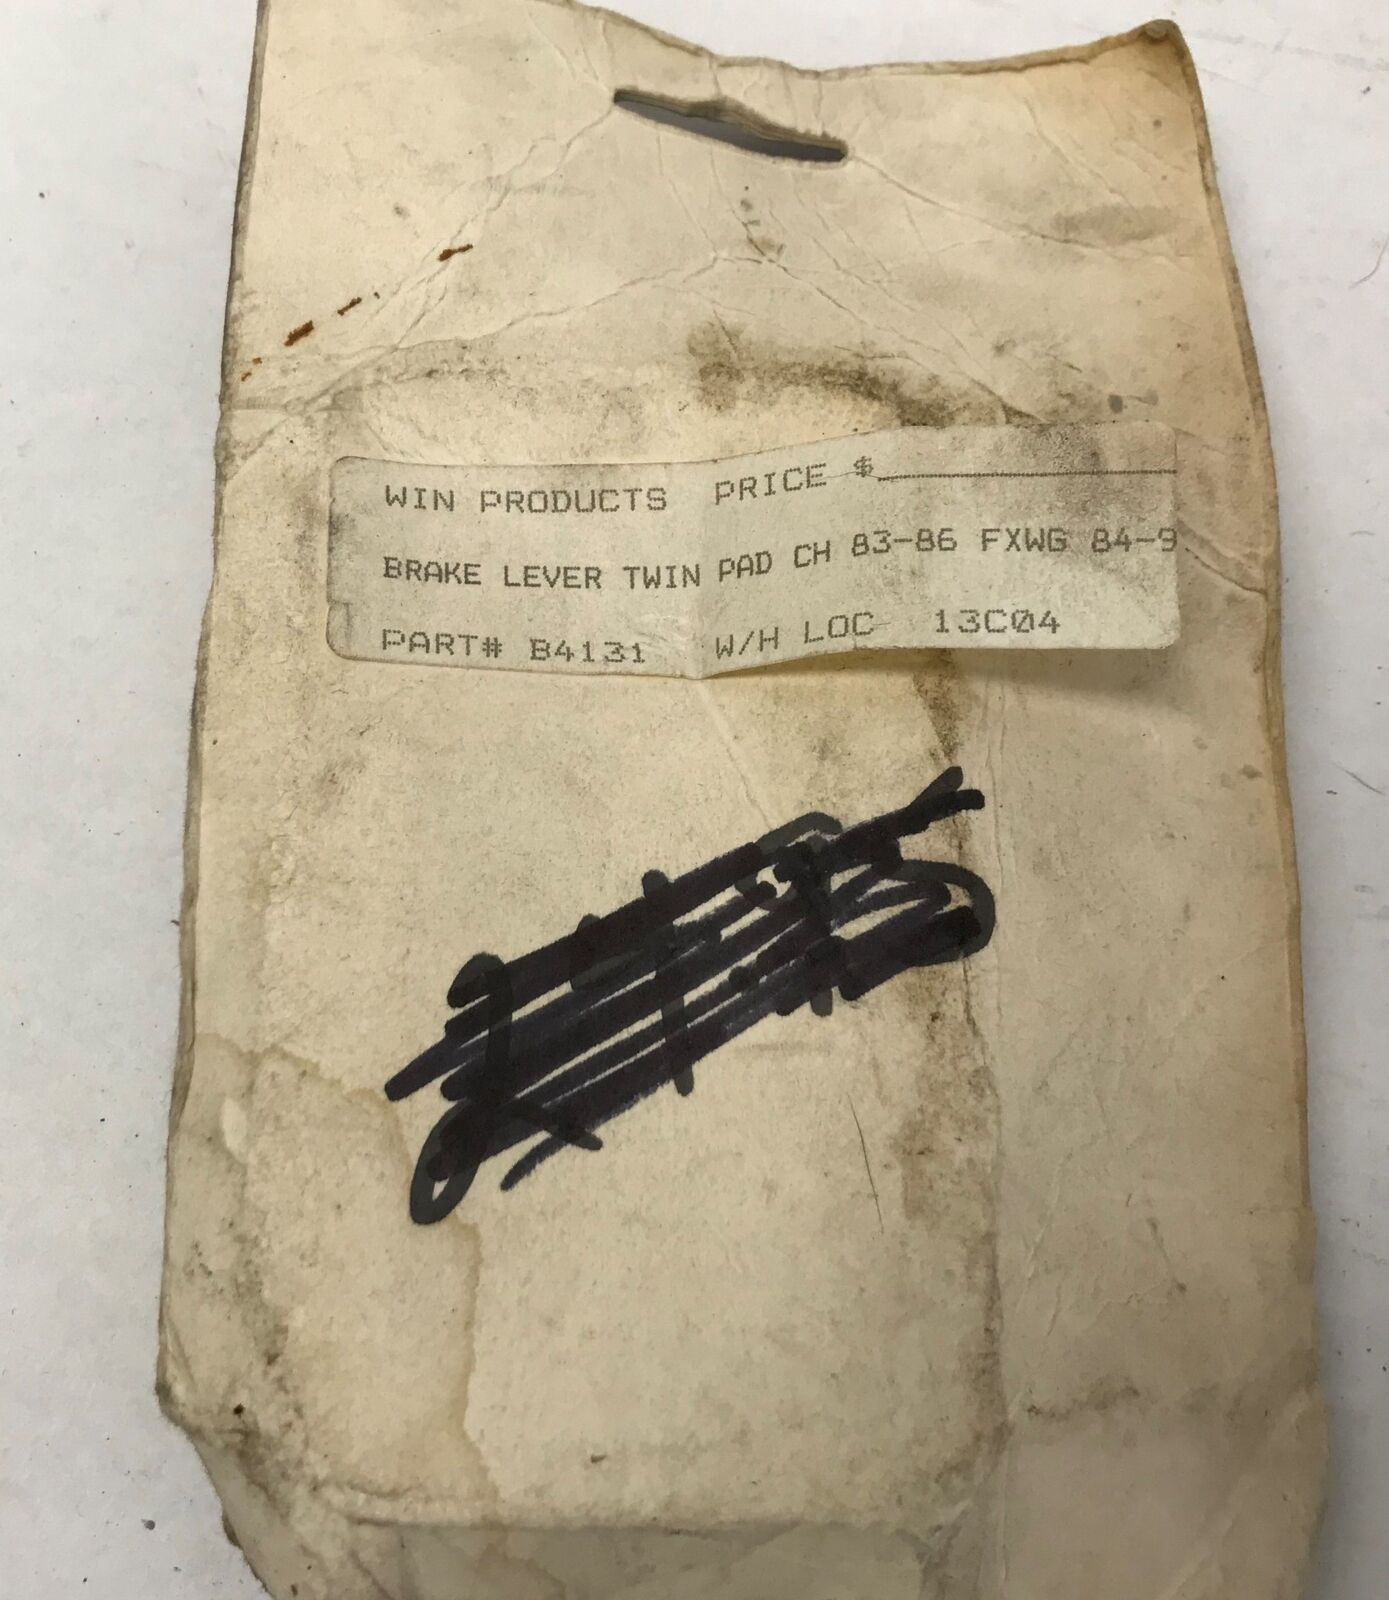 WIN PRODUCTS PRICE $
BRAKE LEVER TWIN PAD CH 83-86 FXWG 84-9
PART# B4131 W/H LOC 13C04